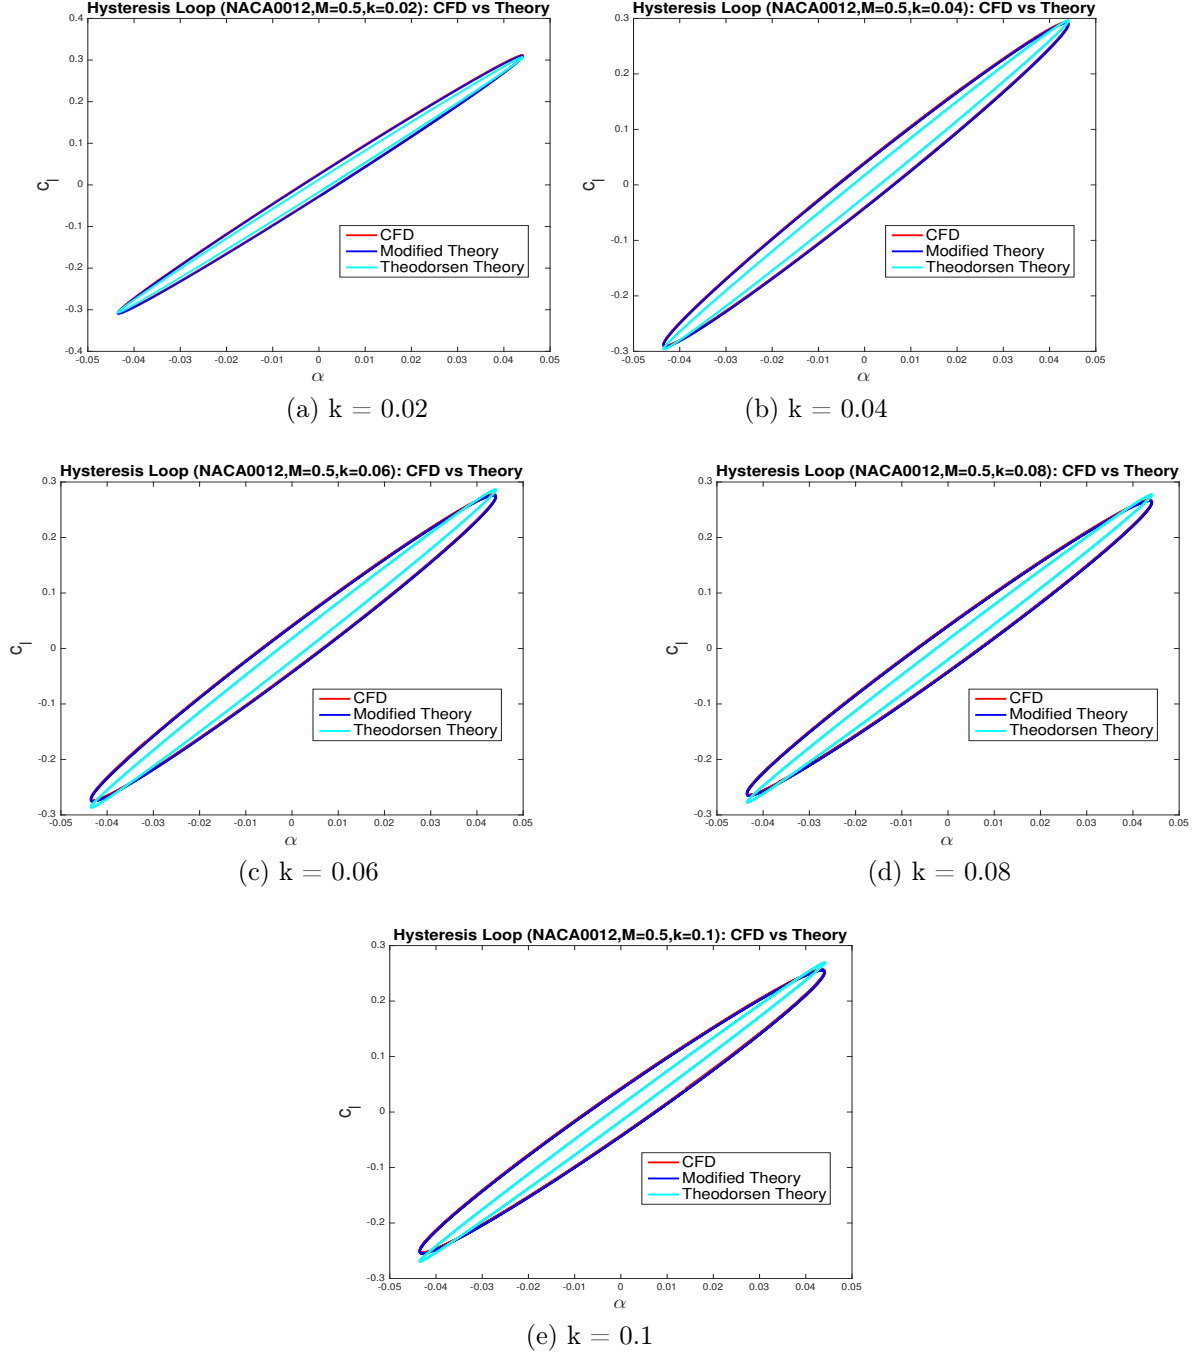 Hysteresis Loop (NACA0012,M=0.5,k=0.02): CFD vs Theory
0.4
0.3
0.2
0.1
0
-0.1
-0.2
-0.3
-0.4
C_l
CFD
Modified Theory
Theodorsen Theory
-0.05 -0.04 -0.03 -0.02 -0.01 0 0.01 0.02 0.03 0.04 0.05
α
(a) k = 0.02
Hysteresis Loop (NACA0012,M=0.5,k=0.04): CFD vs Theory
0.3
0.2
0.1
0
-0.1
-0.2
-0.3
C_l
CFD
Modified Theory
Theodorsen Theory
-0.05 -0.04 -0.03 -0.02 -0.01 0 0.01 0.02 0.03 0.04 0.05
α
(b) k = 0.04
Hysteresis Loop (NACA0012,M=0.5,k=0.06): CFD vs Theory
0.3
0.2
0.1
0
-0.1
-0.2
-0.3
C_l
CFD
Modified Theory
Theodorsen Theory
-0.05 -0.04 -0.03 -0.02 -0.01 0 0.01 0.02 0.03 0.04 0.05
α
(c) k = 0.06
Hysteresis Loop (NACA0012,M=0.5,k=0.08): CFD vs Theory
0.3
0.2
0.1
0
-0.1
-0.2
-0.3
C_l
CFD
Modified Theory
Theodorsen Theory
-0.05 -0.04 -0.03 -0.02 -0.01 0 0.01 0.02 0.03 0.04 0.05
α
(d) k = 0.08
Hysteresis Loop (NACA0012,M=0.5,k=0.1): CFD vs Theory
0.3
0.2
0.1
0
-0.1
-0.2
-0.3
C_l
CFD
Modified Theory
Theodorsen Theory
-0.05 -0.04 -0.03 -0.02 -0.01 0 0.01 0.02 0.03 0.04 0.05
α
(e) k = 0.1